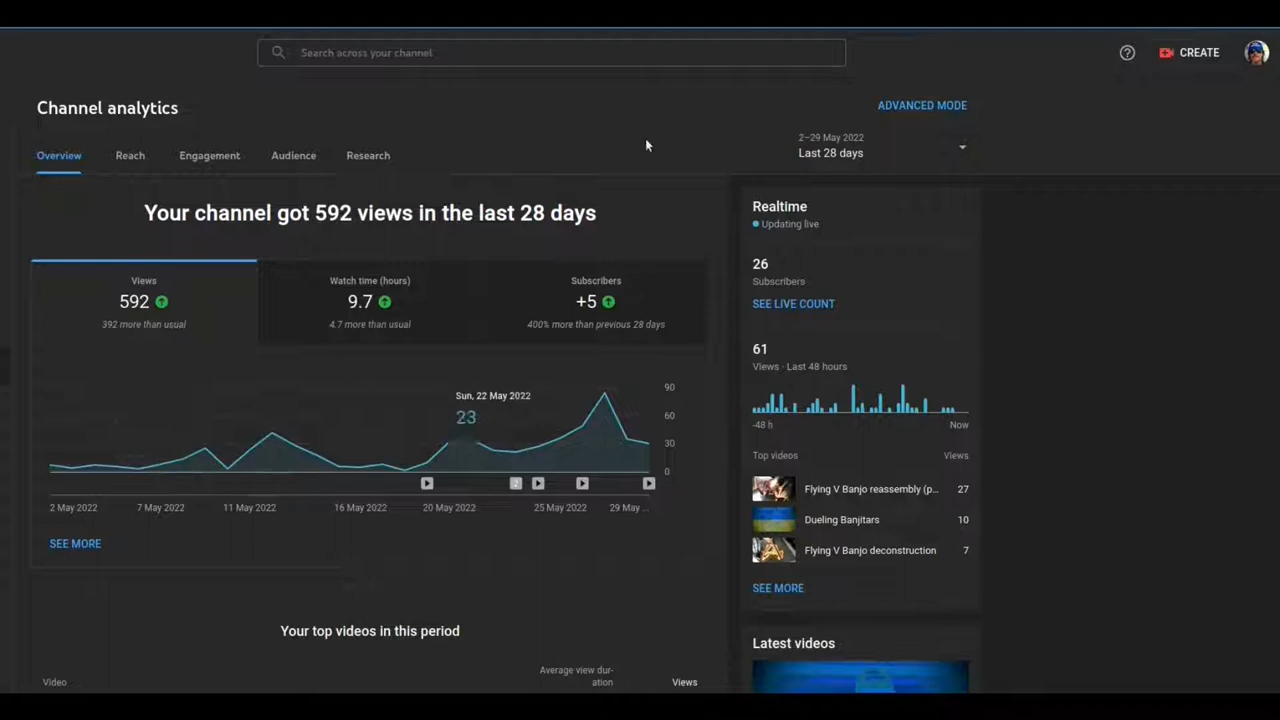 Search across your channel
CREATE
Channel analytics
ADVANCED MODE
2–29 May 2022
Last 28 days
Overview
Reach
Engagement
Audience
Research
Your channel got 592 views in the last 28 days
Views
592
392 more than usual
Watch time (hours)
9.7
4.7 more than usual
Subscribers
+5
400% more than previous 28 days
Sun, 22 May 2022
23
90
60
30
0
2
2 May 2022
7 May 2022
11 May 2022
16 May 2022
20 May 2022
25 May 2022
29 May ...
SEE MORE
Your top videos in this period
Video
Average view dur-
ation
Views
Realtime
Updating live
26
Subscribers
SEE LIVE COUNT
61
Views · Last 48 hours
-48 h
Now
Top videos
Views
Flying V Banjo reassembly (p...
27
Dueling Banjitars
10
Flying V Banjo deconstruction
7
SEE MORE
Latest videos